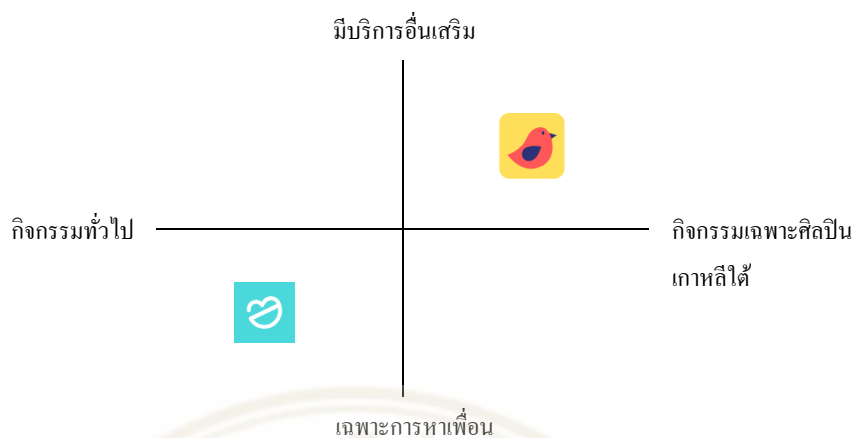 มีบริการอื่นเสริม
กิจกรรมทั่วไป
กิจกรรมเฉพาะศิลปิน
เกาหลีใต้
เฉพาะการหาเพื่อน